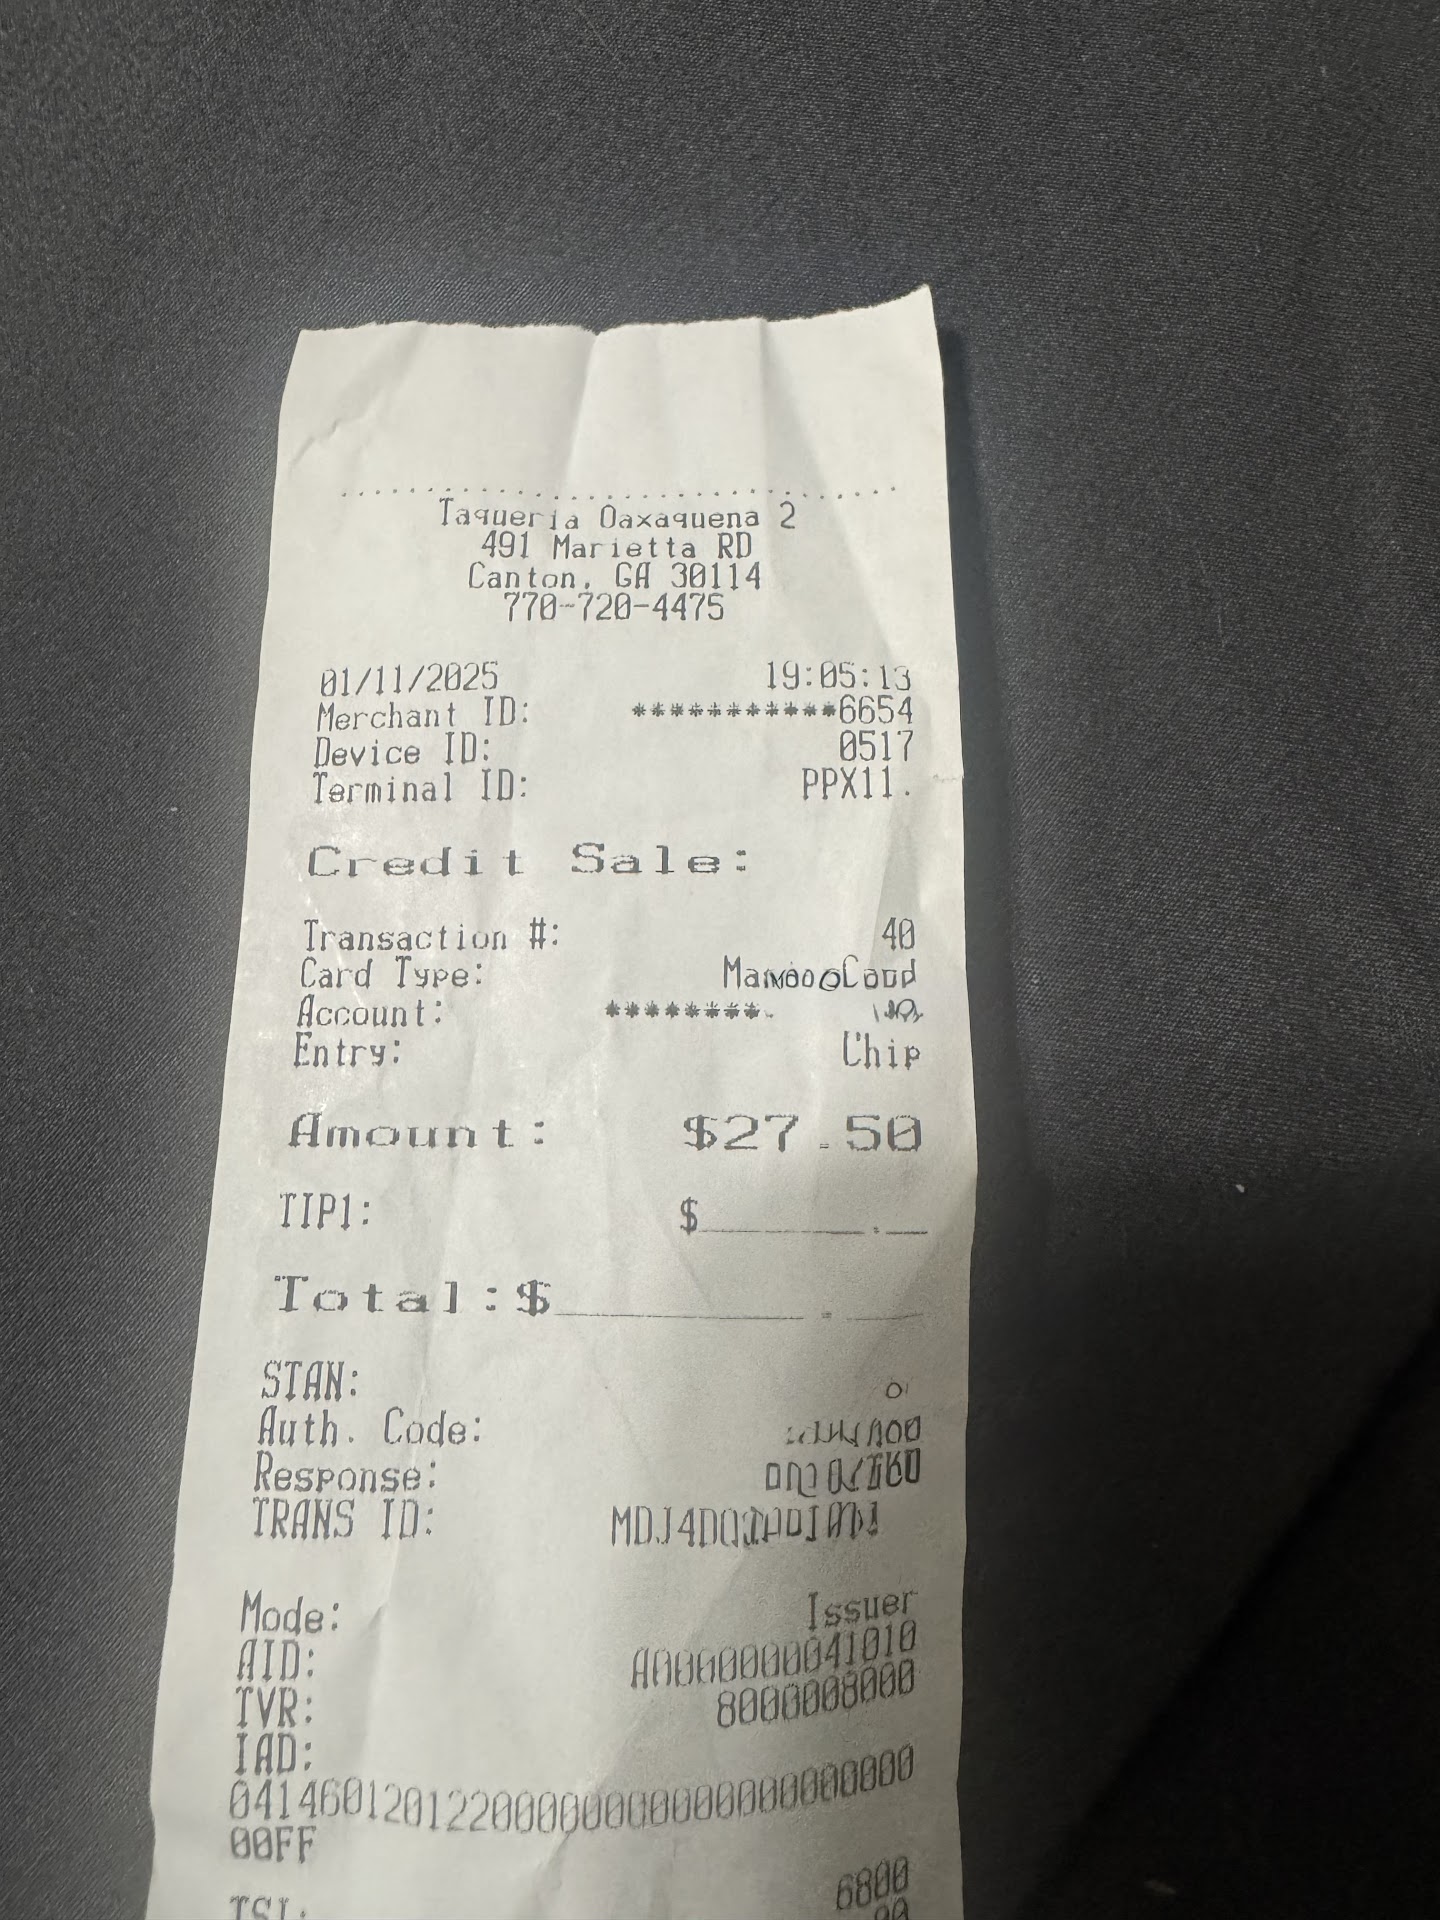 Taqueria Oaxaquena 2
491 Marietta RD
Canton, GA 30114
770-720-4475
01/11/2025 19:05:13
Merchant ID: ***********6654
Device ID: 0517
Terminal ID: PPX11.
Credit Sale:
Transaction #: 40
Card Type:
Account: ********
Entry: Chip
Amount: $27.50
TIP1: $
Total:$
STAN:
Auth. Code:
Response:
TRANS ID:
Mode: Issuer
AID: A0000000041010
TVR: 8000008000
IAD:
00FF
TSI: 6800